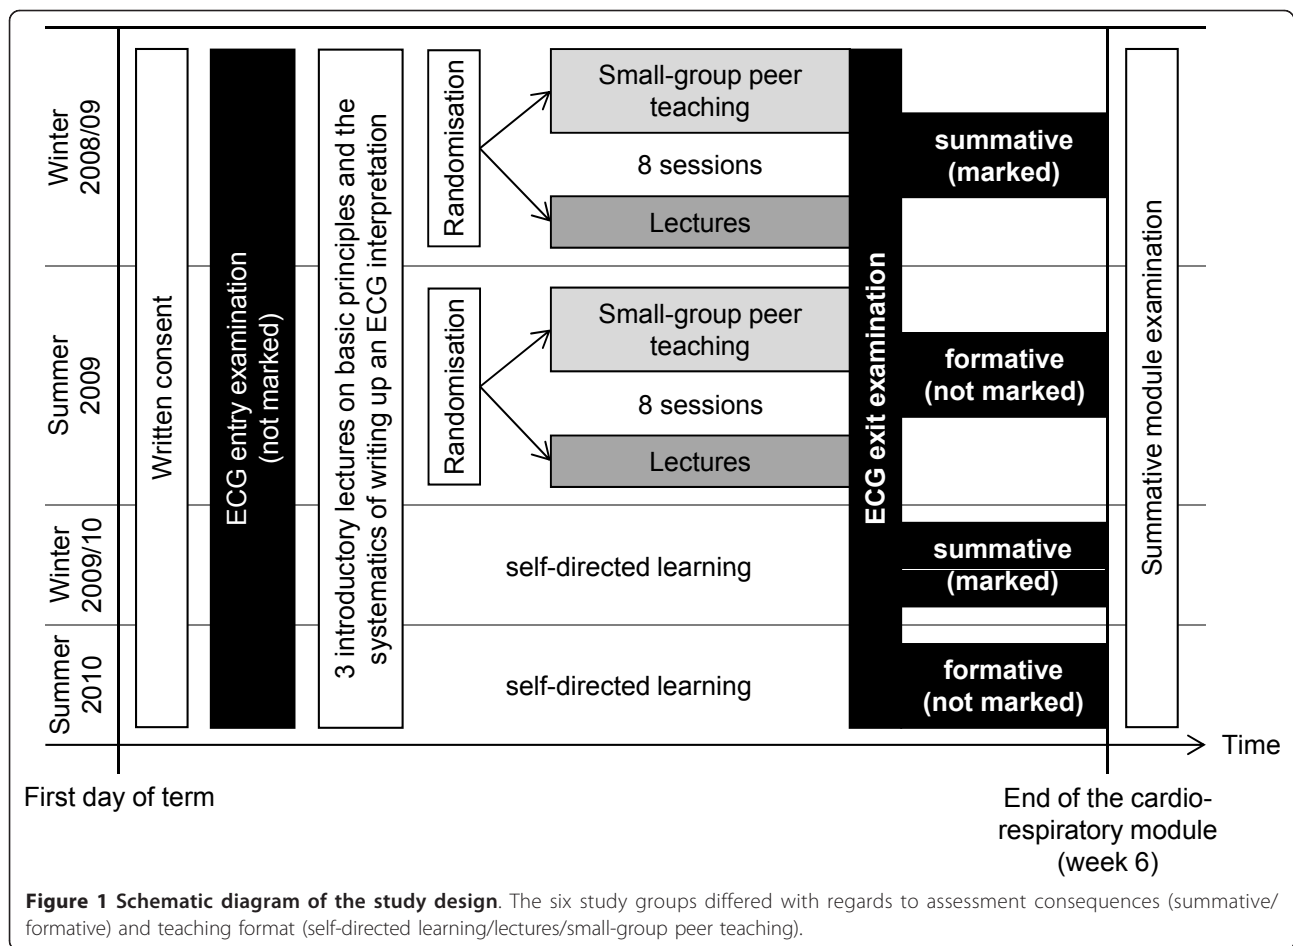 Winter
2008/09
Summer
2009
Winter
2009/10
Summer
2010
Written consent
ECG entry examination
(not marked)
3 introductory lectures on basic principles and the
systematics of writing up an ECG interpretation
Randomisation
Small-group peer
teaching
8 sessions
Lectures
Randomisation
Small-group peer
teaching
8 sessions
Lectures
self-directed learning
self-directed learning
ECG exit examination
summative
(marked)
formative
(not marked)
summative
(marked)
formative
(not marked)
Summative module examination
Time
First day of term
End of the cardio-
respiratory module
(week 6)
Figure 1 Schematic diagram of the study design. The six study groups differed with regards to assessment consequences (summative/
formative) and teaching format (self-directed learning/lectures/small-group peer teaching).